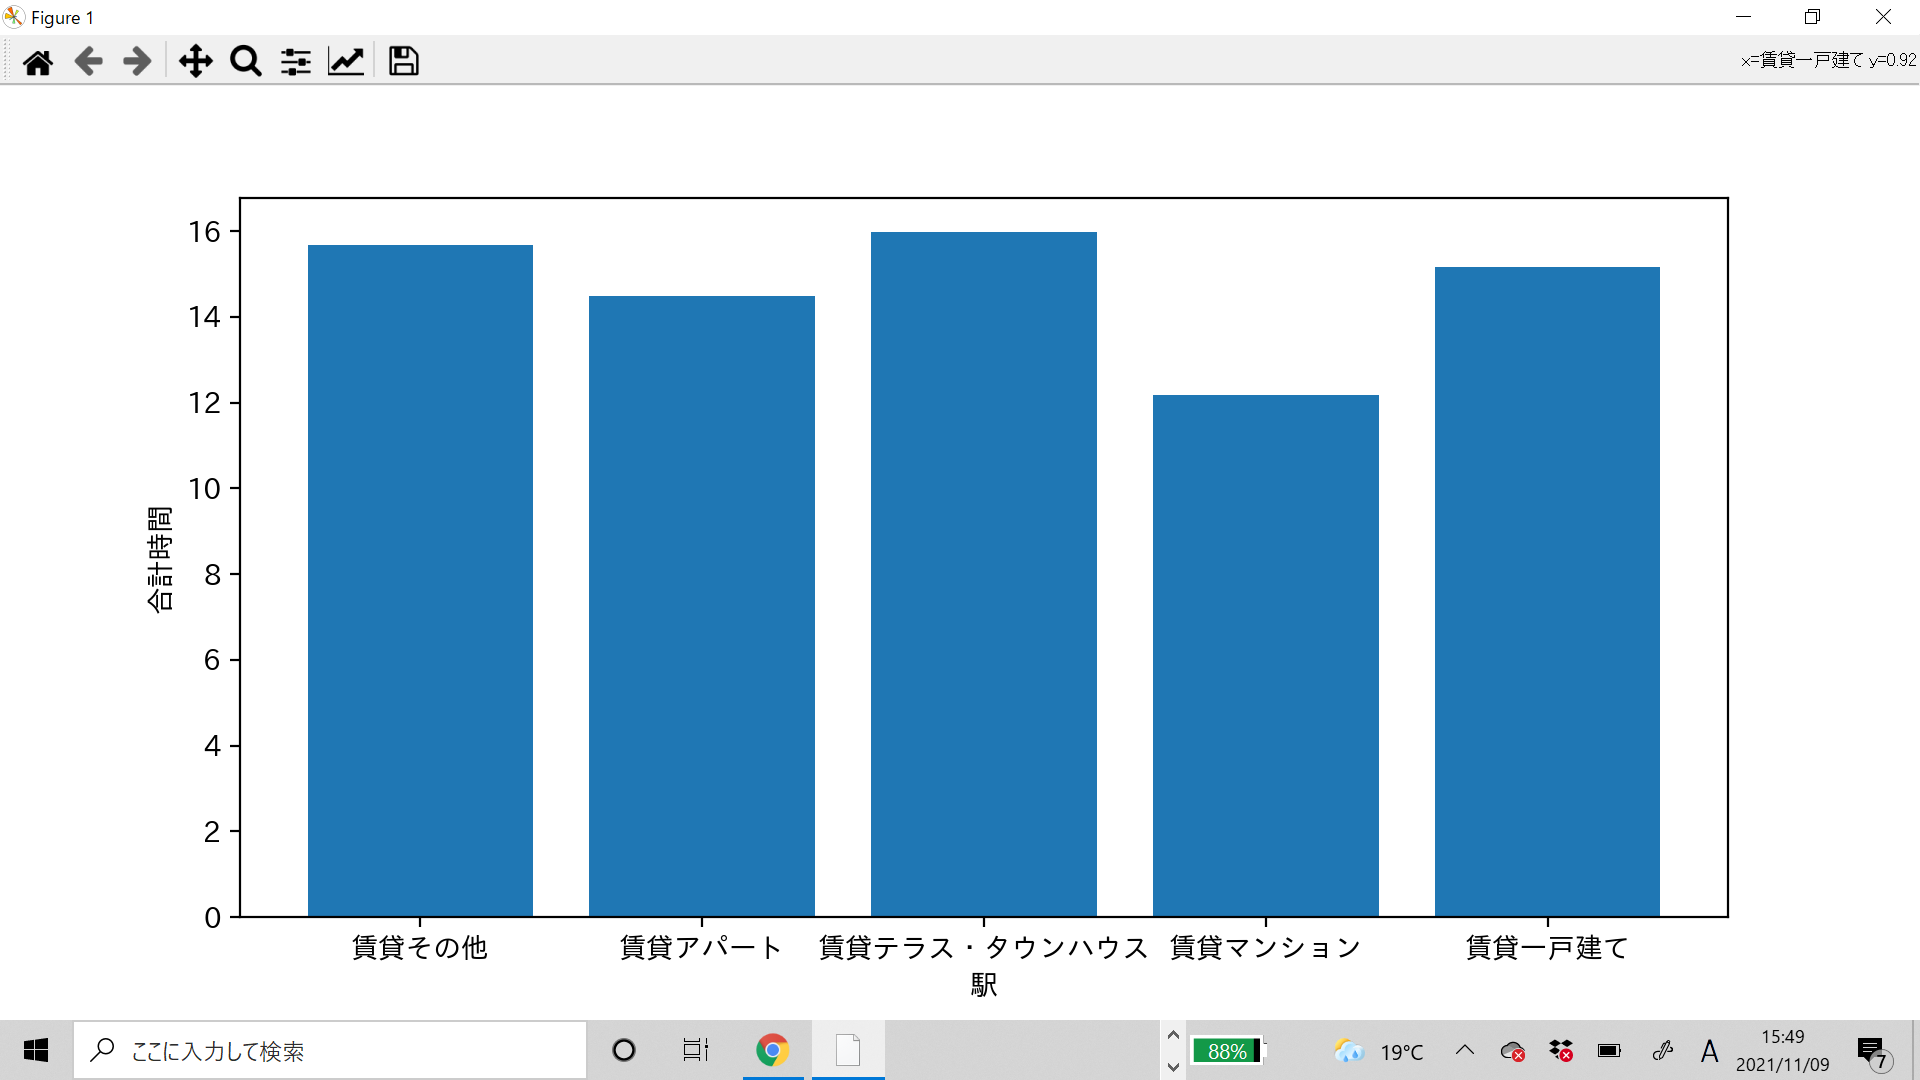 Figure 1
x=賃貸一戸建て y=0.92
16
14
12
10
8
6
4
2
0
合計時間
賃貸その他 賃貸アパート 賃貸テラス・タウンハウス 賃貸マンション 賃貸一戸建て
駅
ここに入力して検索
88%
19°C
A
15:49
2021/11/09
7